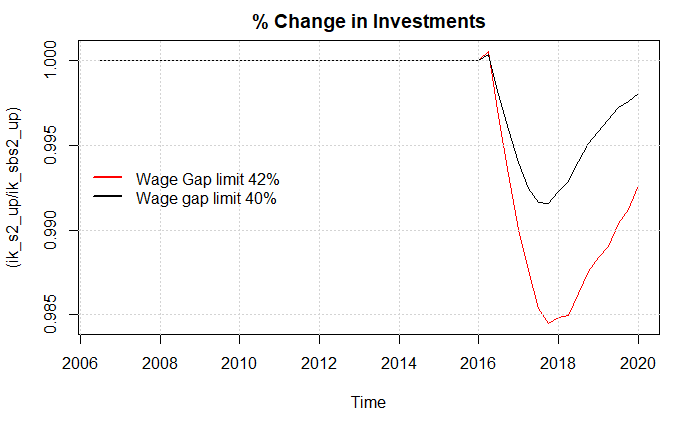 % Change in Investments
(ik_s2_up/ik_sbs2_up)
1.000
0.995
0.990
0.985
Wage Gap limit 42%
Wage gap limit 40%
2006 2008 2010 2012 2014 2016 2018 2020
Time